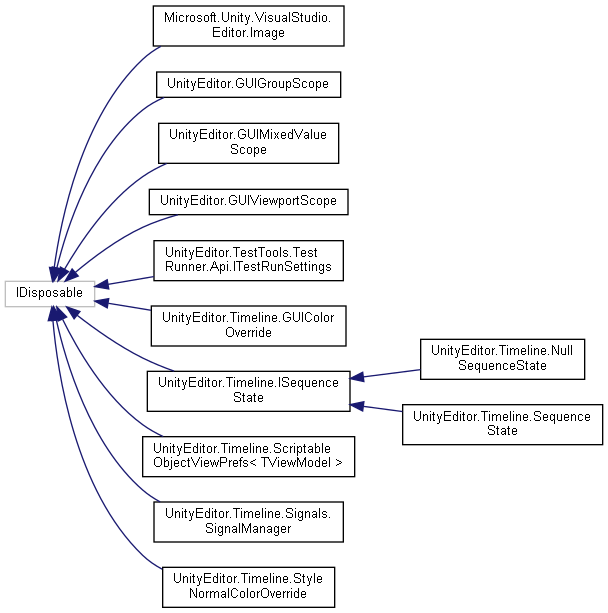 Microsoft.Unity.VisualStudio.
Editor.Image
UnityEditor.GUIGroupScope
UnityEditor.GUIMixedValue
Scope
UnityEditor.GUIViewportScope
UnityEditor.TestTools.Test
Runner.Api.ITestRunSettings
IDisposable
UnityEditor.Timeline.GUIColor
Override
UnityEditor.Timeline.ISequence
State
UnityEditor.Timeline.Null
SequenceState
UnityEditor.Timeline.Sequence
State
UnityEditor.Timeline.Scriptable
ObjectViewPrefs< TViewModel >
UnityEditor.Timeline.Signals.
SignalManager
UnityEditor.Timeline.Style
NormalColorOverride